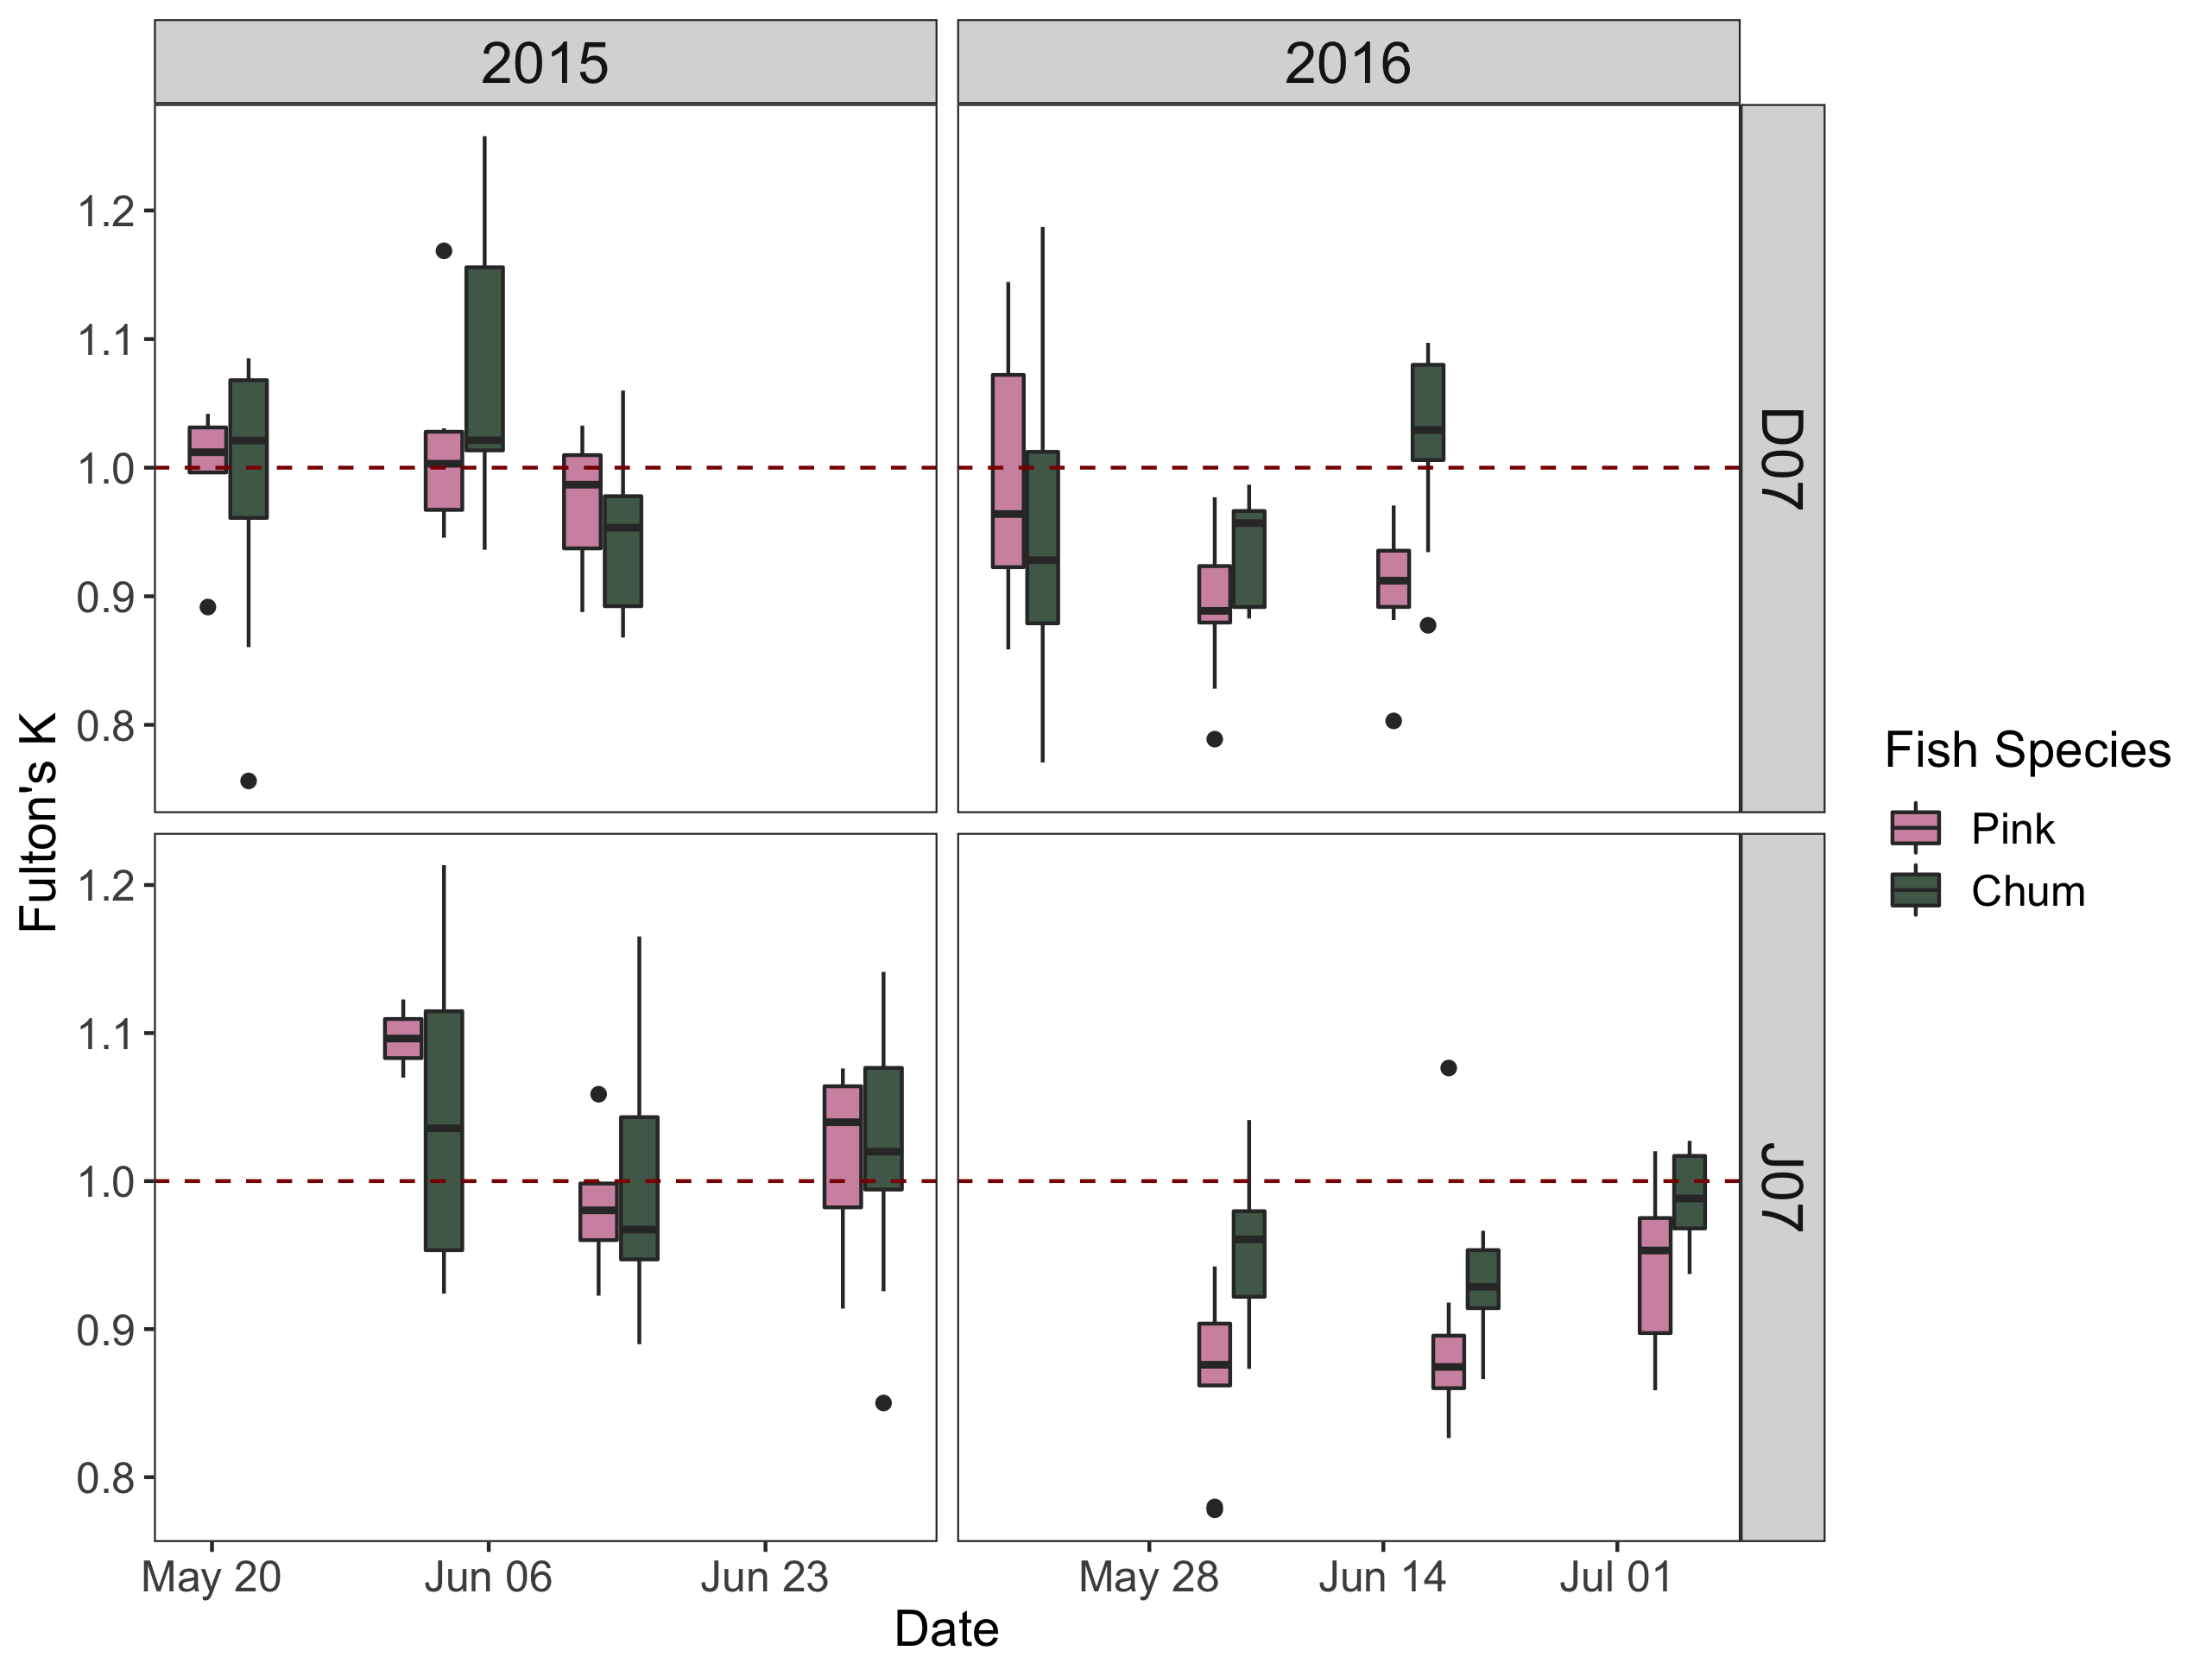 2015
2016
1.2
1.1
1.0
0.9
0.8
D07
Fulton's K
1.2
1.1
1.0
0.9
0.8
J07
May 20
Jun 06
Jun 23
May 28
Jun 14
Jul 01
Date
Fish Species
Pink
Chum